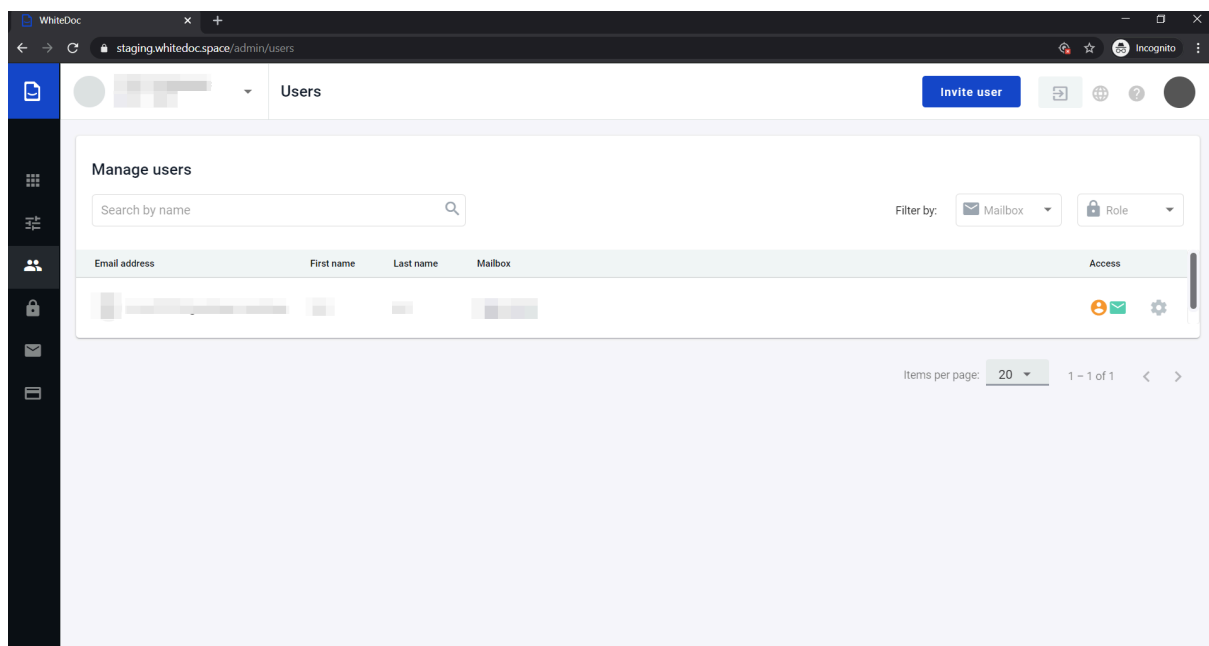 WhiteDoc
staging.whitedoc.space/admin/users
Incognito
Users
Invite user
Manage users
Search by name
Filter by:
Mailbox
Role
Email address First name Last name Mailbox Access
Items per page: 20 1 – 1 of 1